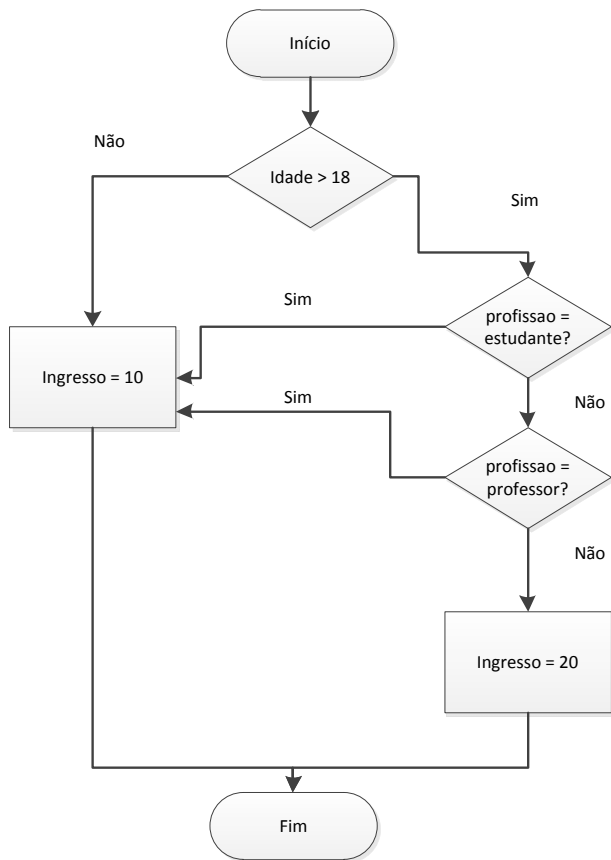 Início
Não
Idade > 18
Sim
Sim
profissao =
estudante?
Ingresso = 10
Sim
Não
profissao =
professor?
Não
Ingresso = 20
Fim